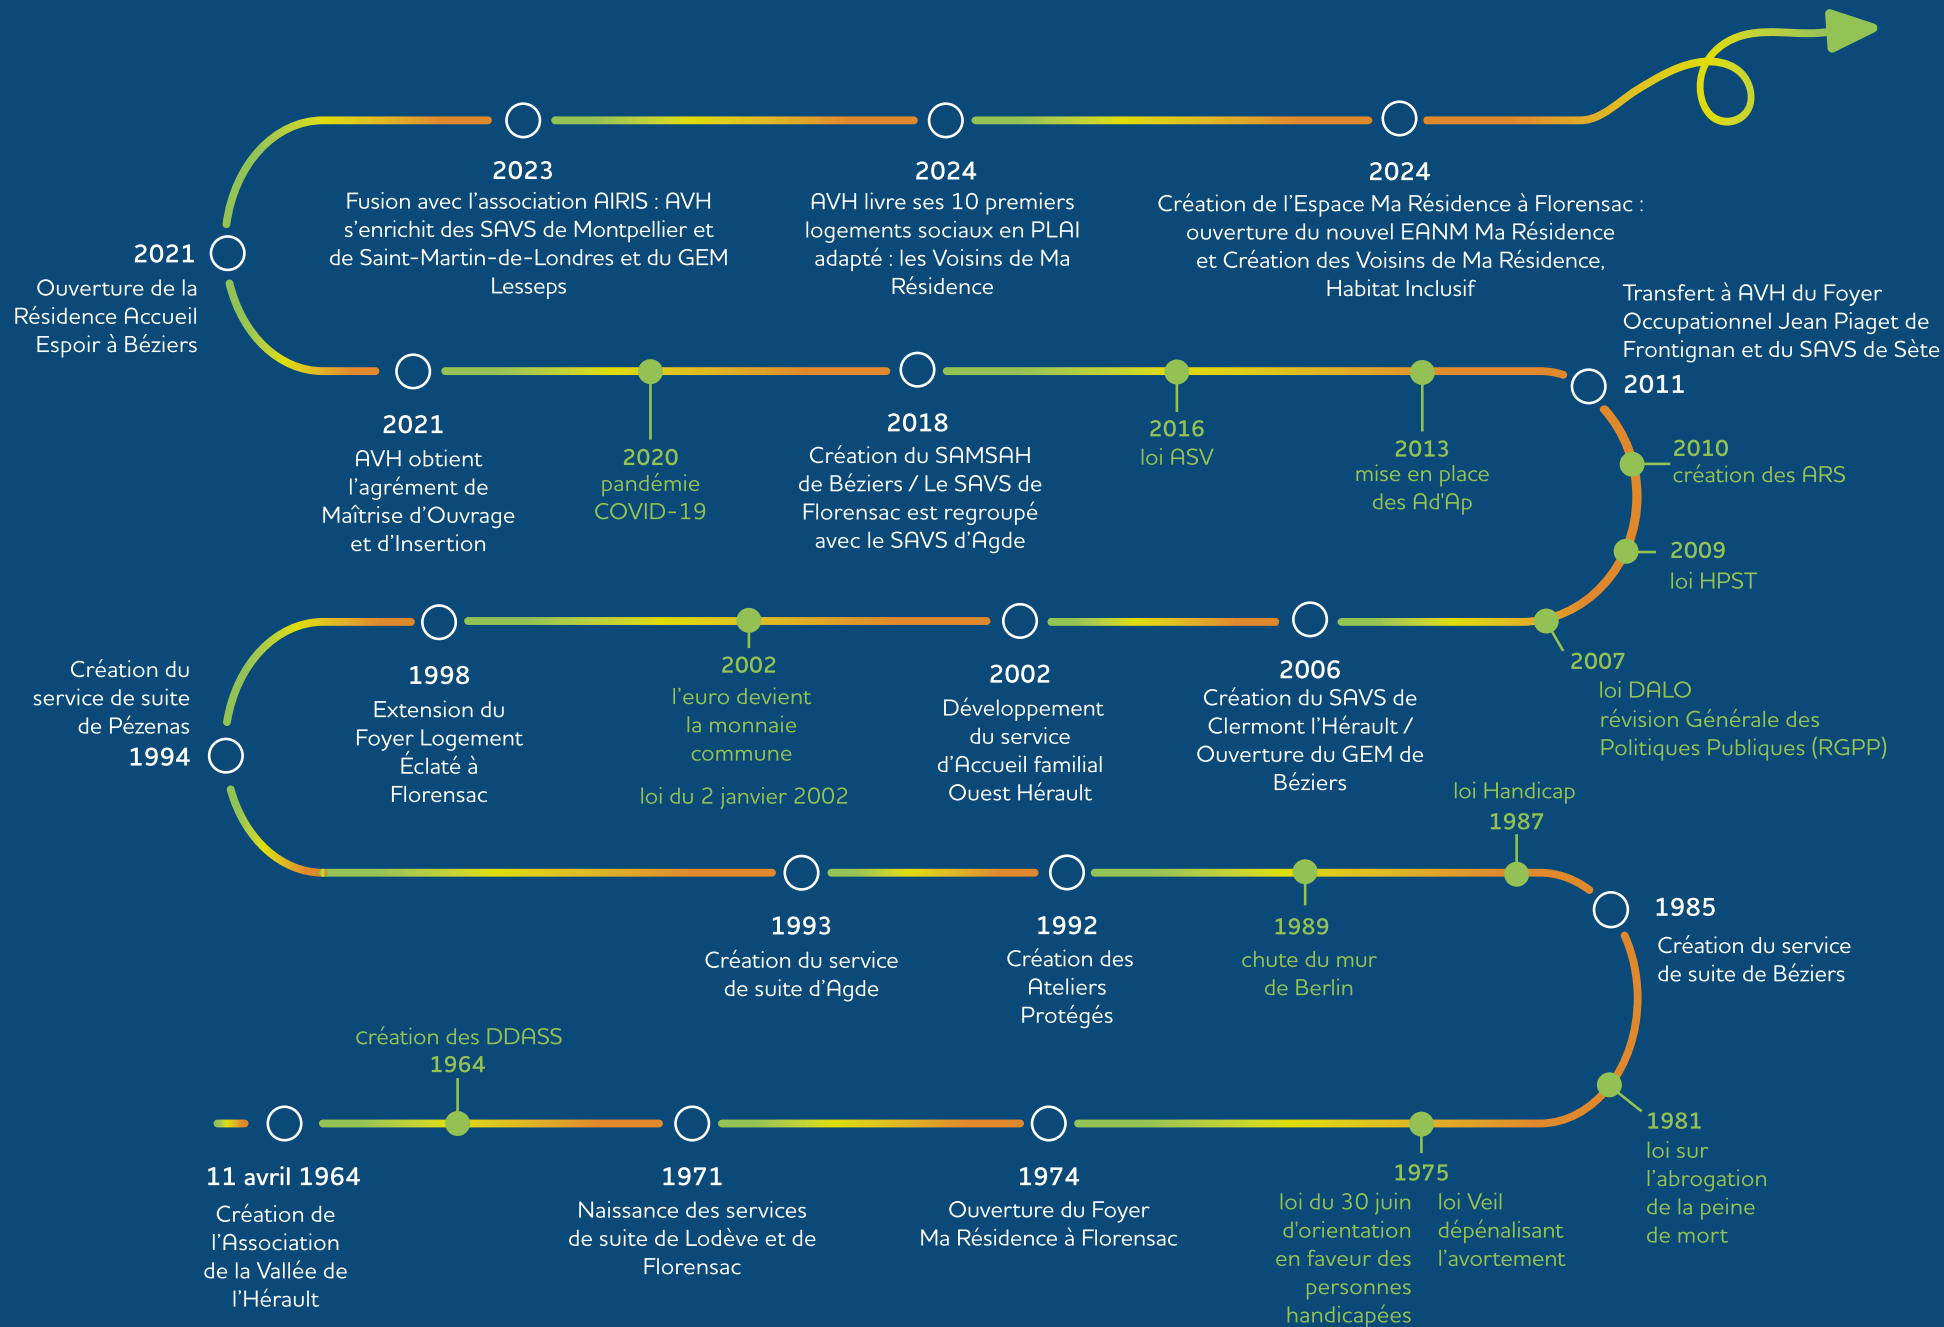 2023
Fusion avec l'association AIRIS : AVH
s'enrichit des SAVS de Montpellier et
de Saint-Martin-de-Londres et du GEM
Lesseps
2024
AVH livre ses 10 premiers
logements sociaux en PLAI
adapté : les Voisins de Ma
Résidence
2024
Création de l'Espace Ma Résidence à Florensac :
ouverture du nouvel EANM Ma Résidence
et Création des Voisins de Ma Résidence,
Habitat Inclusif
2021
Ouverture de la
Résidence Accueil
Espoir à Béziers
Transfert à AVH du Foyer
Occupationnel Jean Piaget de
Frontignan et du SAVS de Sète
2011
2021
AVH obtient
l'agrément de
Maîtrise d'Ouvrage
et d'Insertion
2020
pandémie
COVID-19
2018
Création du SAMSAH
de Béziers / Le SAVS de
Florensac est regroupé
avec le SAVS d'Agde
2016
loi ASV
2013
mise en place
des Ad'Ap
2010
création des ARS
2009
loi HPST
2007
loi DALO
révision Générale des
Politiques Publiques (RGPP)
Création du
service de suite
de Pézenas
1994
1998
Extension du
Foyer Logement
Éclaté à
Florensac
2002
l'euro devient
la monnaie
commune
loi du 2 janvier 2002
2002
Développement
du service
d'Accueil familial
Ouest Hérault
2006
Création du SAVS de
Clermont l'Hérault /
Ouverture du GEM de
Béziers
loi Handicap
1987
1993
Création du service
de suite d'Agde
1992
Création des
Ateliers
Protégés
1989
chute du mur
de Berlin
1985
Création du service
de suite de Béziers
création des DDASS
1964
11 avril 1964
Création de
l'Association
de la Vallée de
l'Hérault
1971
Naissance des services
de suite de Lodève et de
Florensac
1974
Ouverture du Foyer
Ma Résidence à Florensac
1975
loi du 30 juin
d'orientation
en faveur des
personnes
handicapées
loi Veil
dépénalisant
l'avortement
1981
loi sur
l'abrogation
de la peine
de mort